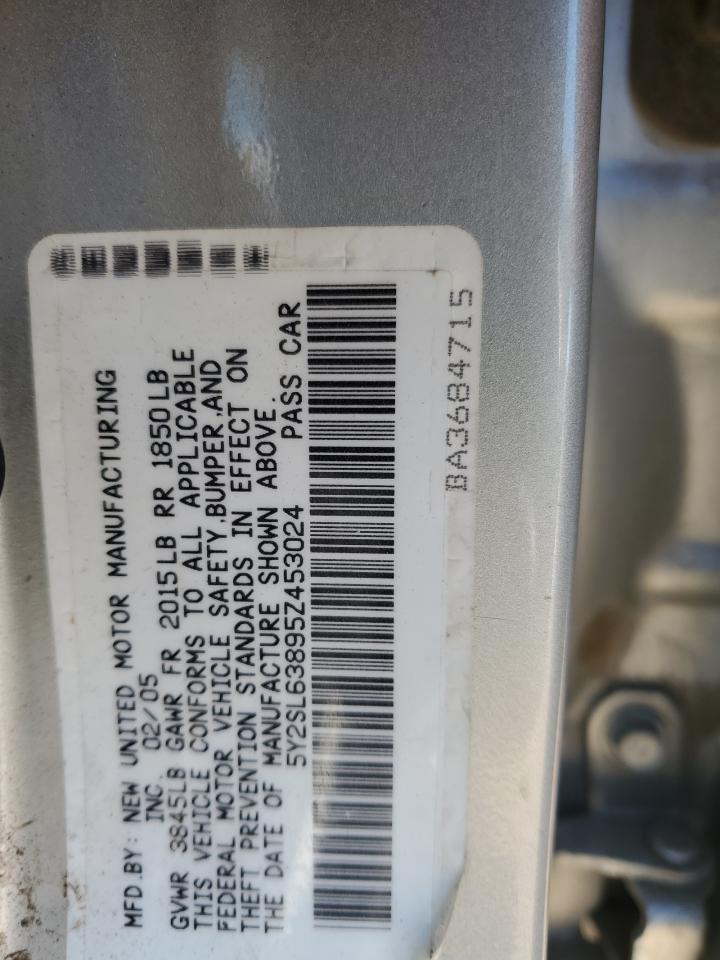 MFD.BY: NEW UNITED MOTOR MANUFACTURING
INC. 02/05
GVWR 3845LB GAWR FR 2015LB RR 1850LB
THIS VEHICLE CONFORMS TO ALL APPLICABLE
FEDERAL MOTOR VEHICLE SAFETY,BUMPER,AND
THEFT PREVENTION STANDARDS IN EFFECT ON
THE DATE OF MANUFACTURE SHOWN ABOVE.
5Y2SL63895Z453024 PASS CAR
BA3684715